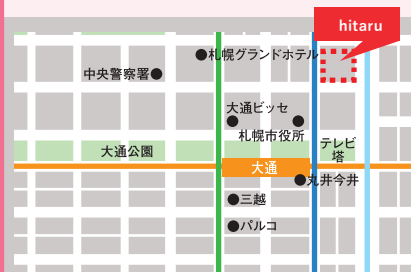 hitaru
札幌グランドホテル
中央警察署
大通ビッセ
札幌市役所
テレビ
塔
大通公園
大通
丸井今井
三越
パルコ